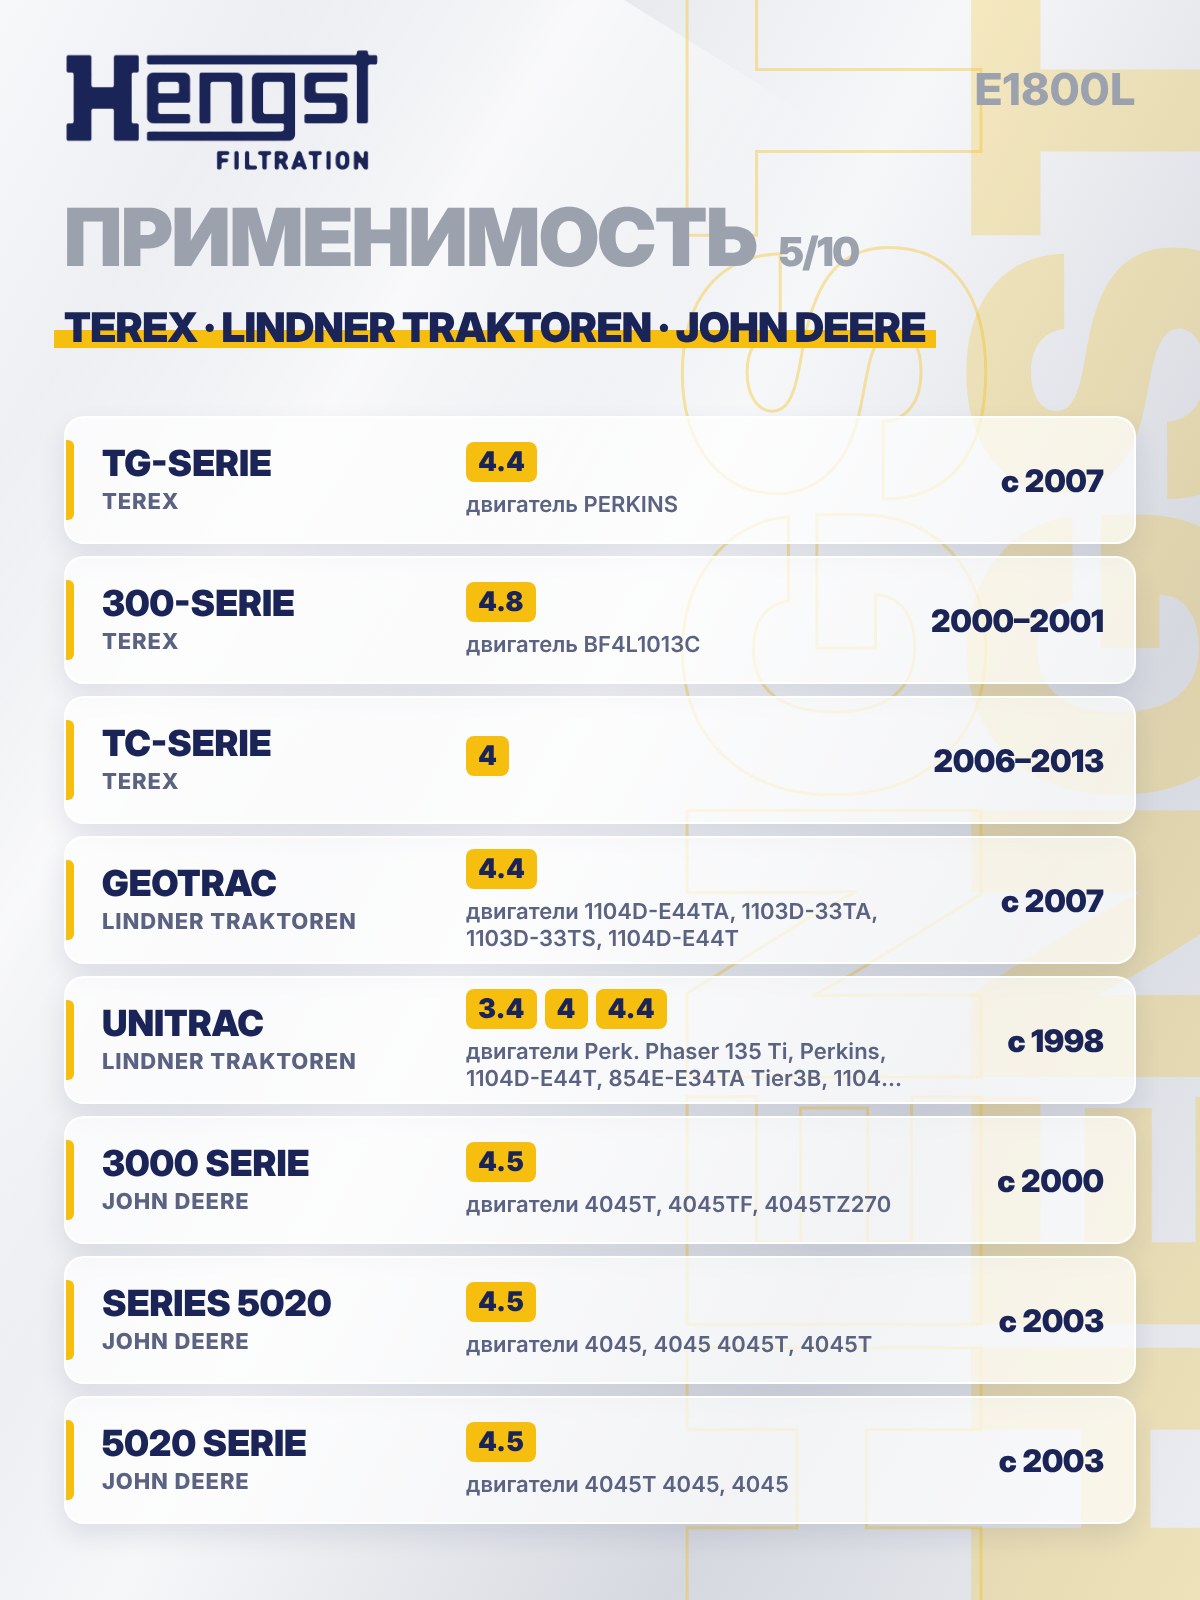 Hengst
FILTRATION
E1800L
ПРИМЕНИМОСТЬ 5/10
TEREX · LINDNER TRAKTOREN · JOHN DEERE
TG-SERIE
TEREX
4.4
двигатель PERKINS
с 2007
300-SERIE
TEREX
4.8
двигатель BF4L1013C
2000–2001
TC-SERIE
TEREX
4
2006–2013
GEOTRAC
LINDNER TRAKTOREN
4.4
двигатели 1104D-E44TA, 1103D-33TA,
1103D-33TS, 1104D-E44T
с 2007
UNITRAC
LINDNER TRAKTOREN
3.4 4 4.4
двигатели Perk. Phaser 135 Ti, Perkins,
1104D-E44T, 854E-E34TA Tier3B, 1104...
с 1998
3000 SERIE
JOHN DEERE
4.5
двигатели 4045T, 4045TF, 4045TZ270
с 2000
SERIES 5020
JOHN DEERE
4.5
двигатели 4045, 4045 4045T, 4045T
с 2003
5020 SERIE
JOHN DEERE
4.5
двигатели 4045T 4045, 4045
с 2003
HENGST